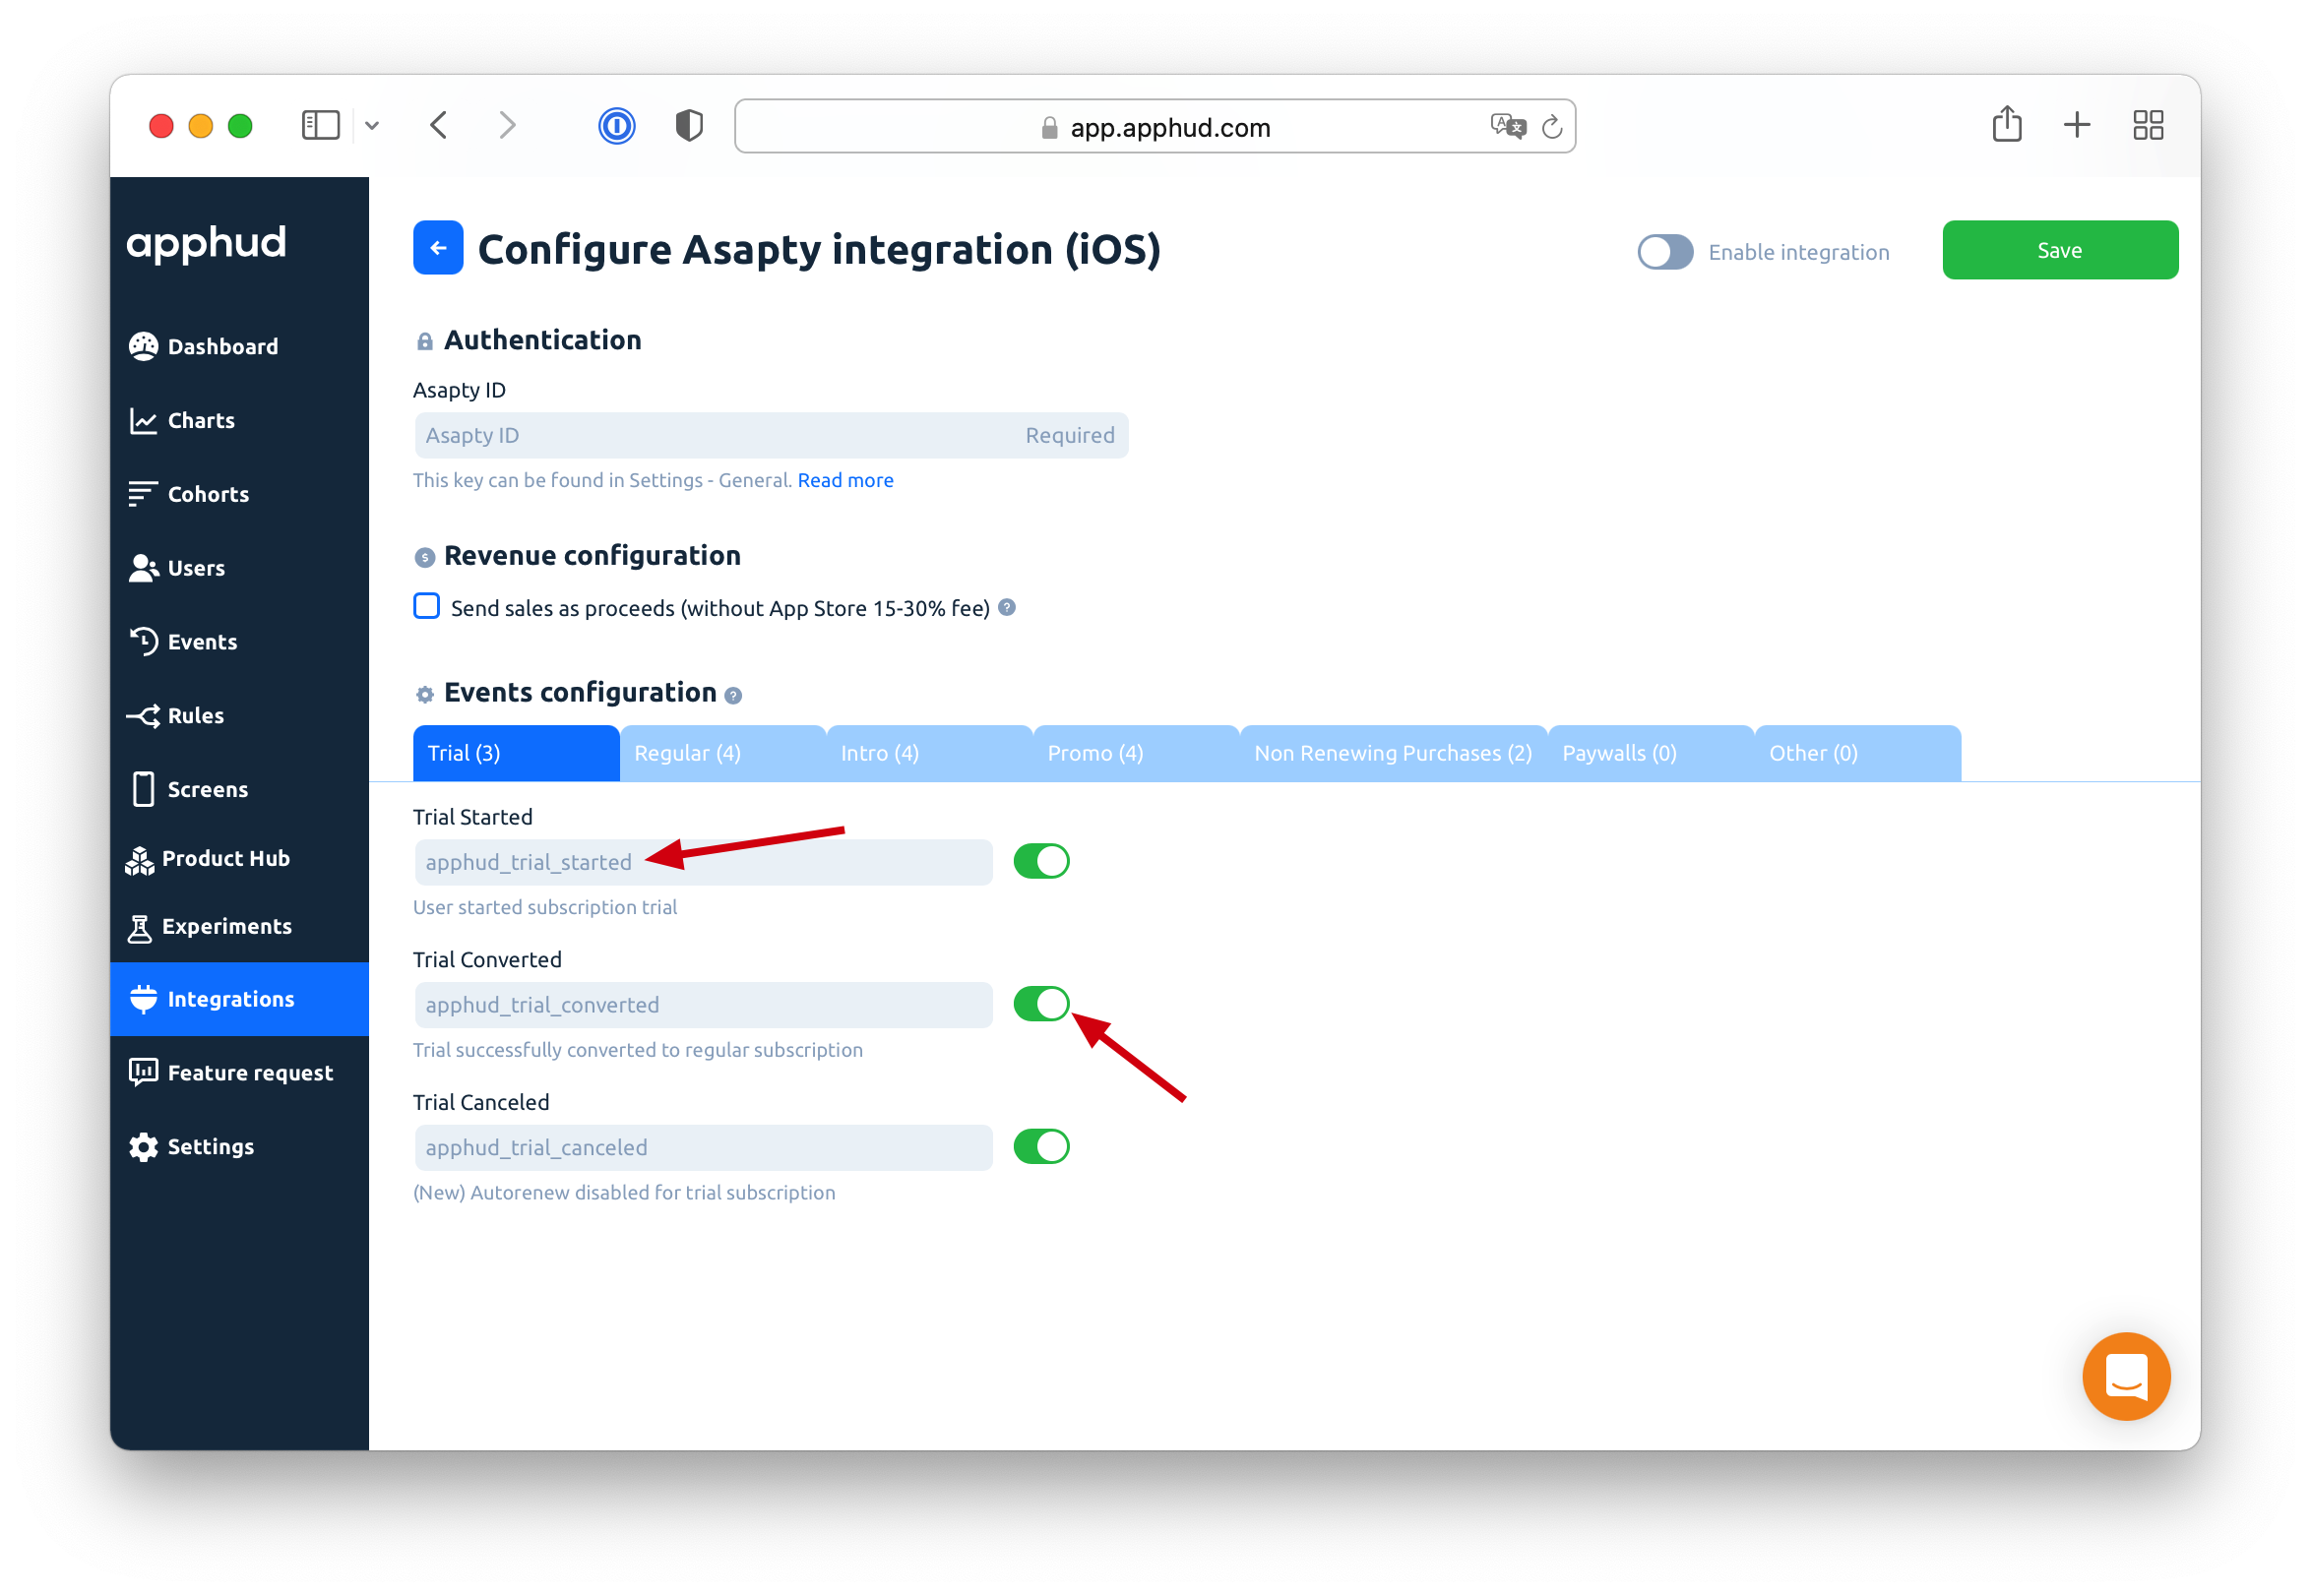 app.apphud.com
apphud
Dashboard
Charts
Cohorts
Users
Events
Rules
Screens
Product Hub
Experiments
Integrations
Feature request
Settings
Configure Asapty integration (iOS)
Enable integration
Save
Authentication
Asapty ID
Asapty ID Required
This key can be found in Settings - General. Read more
Revenue configuration
Send sales as proceeds (without App Store 15-30% fee) ?
Events configuration ?
Trial (3) Regular (4) Intro (4) Promo (4) Non Renewing Purchases (2) Paywalls (0) Other (0)
Trial Started
apphud_trial_started
User started subscription trial
Trial Converted
apphud_trial_converted
Trial successfully converted to regular subscription
Trial Canceled
apphud_trial_canceled
(New) Autorenew disabled for trial subscription